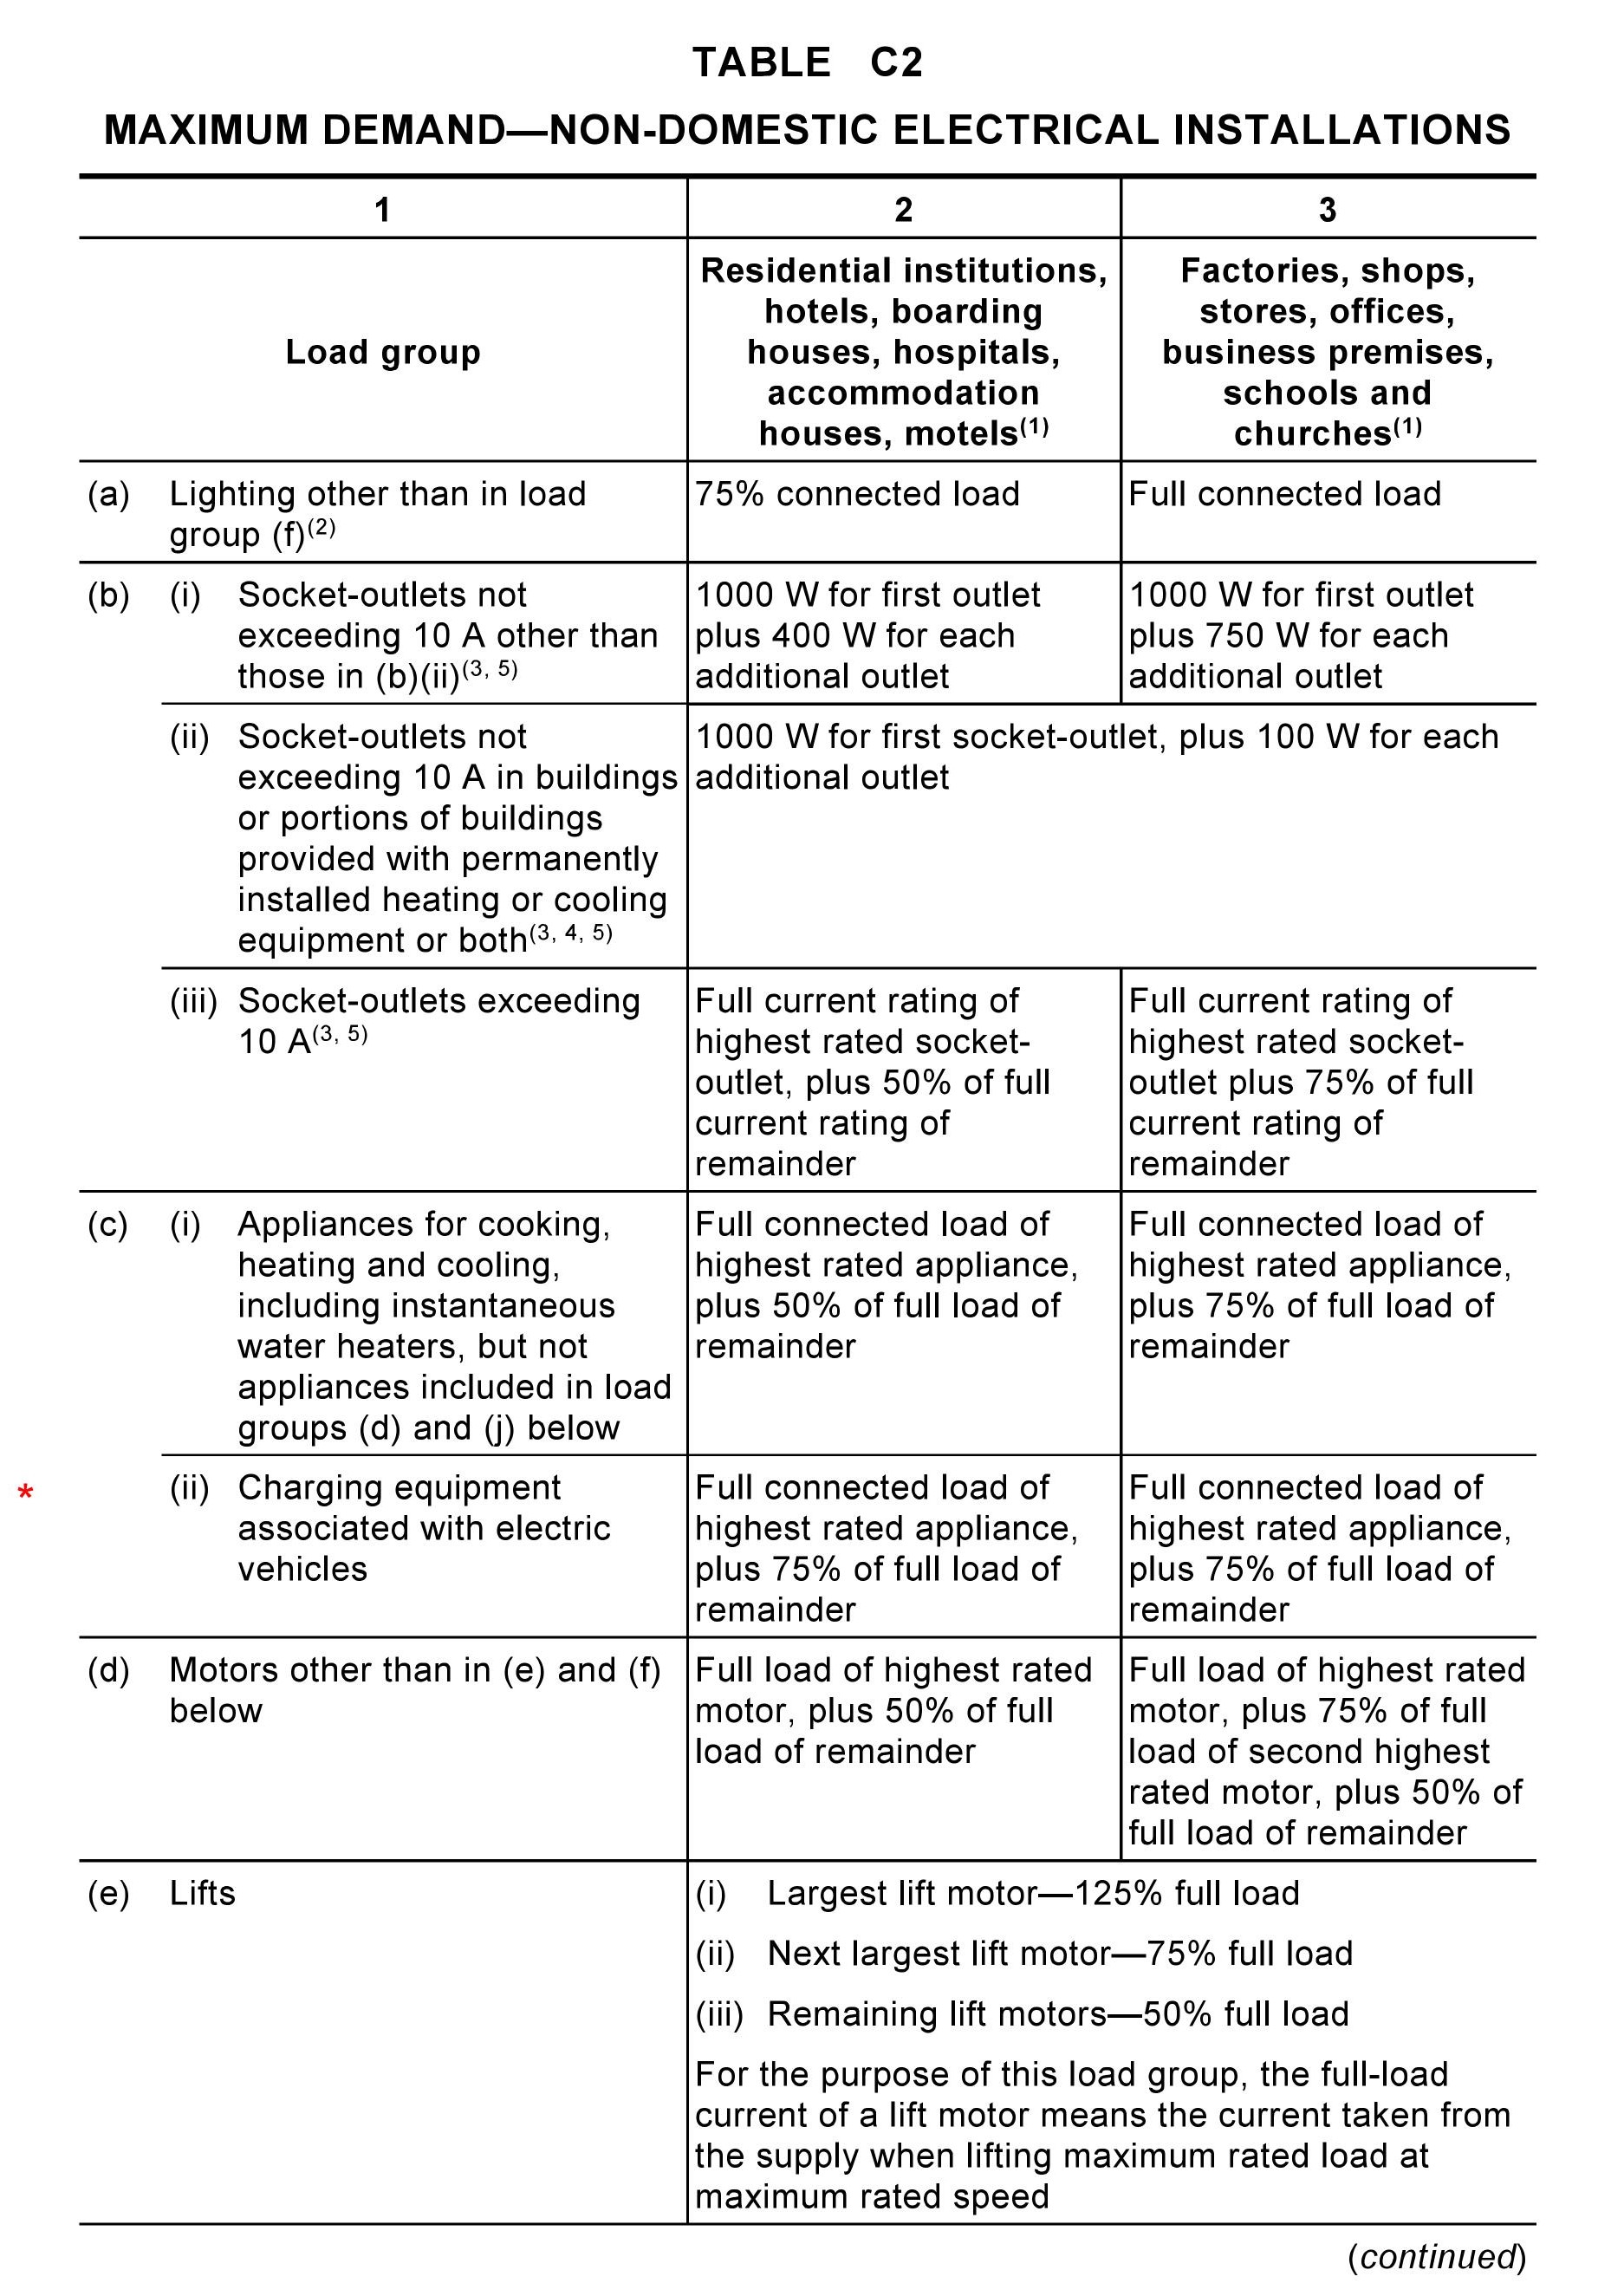 TABLE C2
MAXIMUM DEMAND—NON-DOMESTIC ELECTRICAL INSTALLATIONS
1
2
3
Load group
Residential institutions,
hotels, boarding
houses, hospitals,
accommodation
houses, motels(1)
Factories, shops,
stores, offices,
business premises,
schools and
churches(1)
(a) Lighting other than in load
group (f)(2)
75% connected load
Full connected load
(b) (i) Socket-outlets not
exceeding 10 A other than
those in (b)(ii)(3, 5)
1000 W for first outlet
plus 400 W for each
additional outlet
1000 W for first outlet
plus 750 W for each
additional outlet
(ii) Socket-outlets not
exceeding 10 A in buildings
or portions of buildings
provided with permanently
installed heating or cooling
equipment or both(3, 4, 5)
1000 W for first socket-outlet, plus 100 W for each
additional outlet
(iii) Socket-outlets exceeding
10 A(3, 5)
Full current rating of
highest rated socket-
outlet, plus 50% of full
current rating of
remainder
Full current rating of
highest rated socket-
outlet plus 75% of full
current rating of
remainder
(c) (i) Appliances for cooking,
heating and cooling,
including instantaneous
water heaters, but not
appliances included in load
groups (d) and (j) below
Full connected load of
highest rated appliance,
plus 50% of full load of
remainder
Full connected load of
highest rated appliance,
plus 75% of full load of
remainder
* (ii) Charging equipment
associated with electric
vehicles
Full connected load of
highest rated appliance,
plus 75% of full load of
remainder
Full connected load of
highest rated appliance,
plus 75% of full load of
remainder
(d) Motors other than in (e) and (f)
below
Full load of highest rated
motor, plus 50% of full
load of remainder
Full load of highest rated
motor, plus 75% of full
load of second highest
rated motor, plus 50% of
full load of remainder
(e) Lifts
(i) Largest lift motor—125% full load
(ii) Next largest lift motor—75% full load
(iii) Remaining lift motors—50% full load
For the purpose of this load group, the full-load
current of a lift motor means the current taken from
the supply when lifting maximum rated load at
maximum rated speed
(continued)